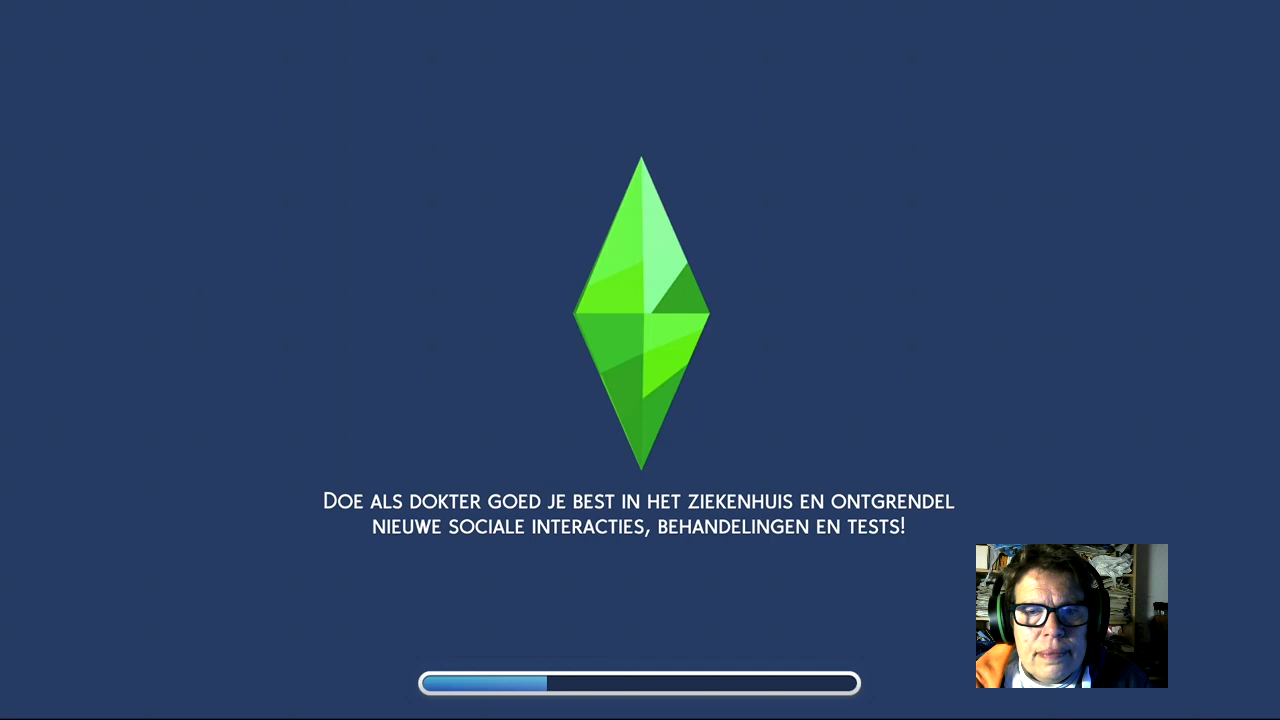 Doe als dokter goed je best in het ziekenhuis en ontgrendel
nieuwe sociale interacties, behandelingen en tests!